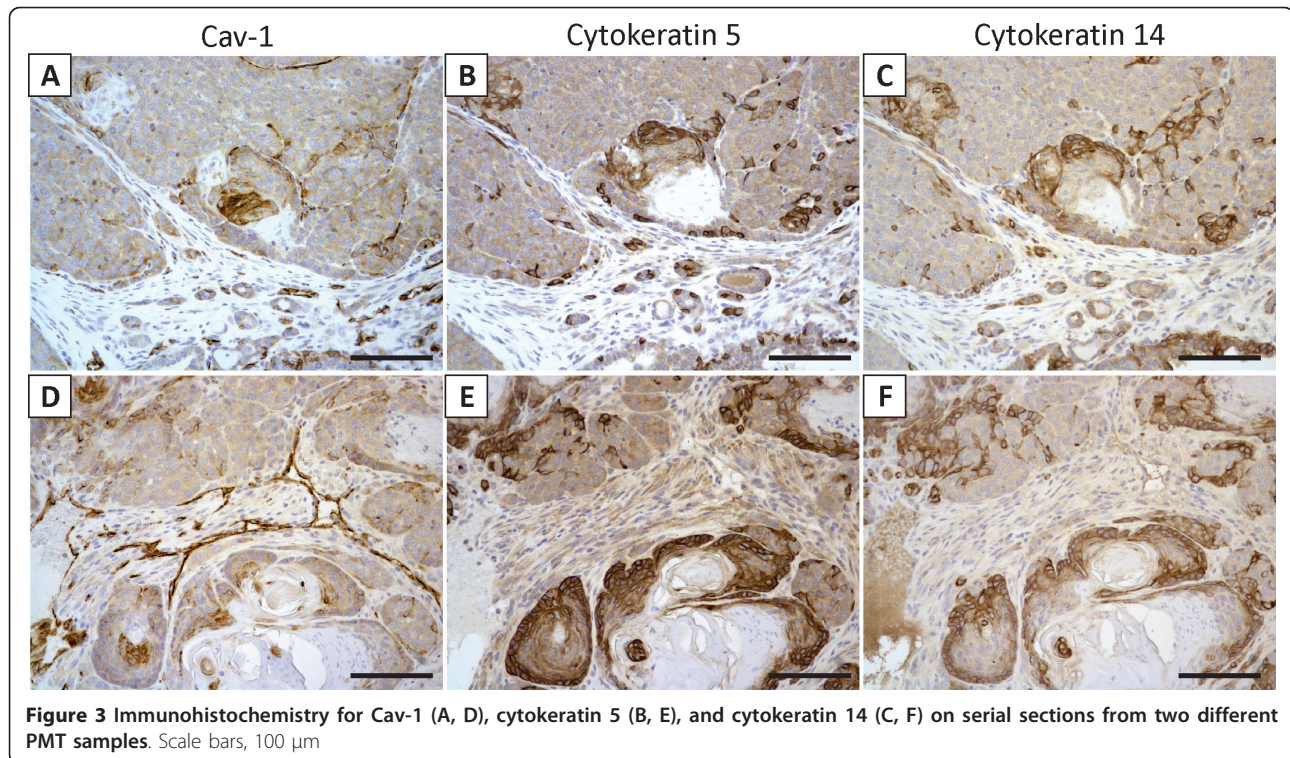 Cav-1 Cytokeratin 5 Cytokeratin 14
A B C
D E F
Figure 3 Immunohistochemistry for Cav-1 (A, D), cytokeratin 5 (B, E), and cytokeratin 14 (C, F) on serial sections from two different
PMT samples. Scale bars, 100 μm